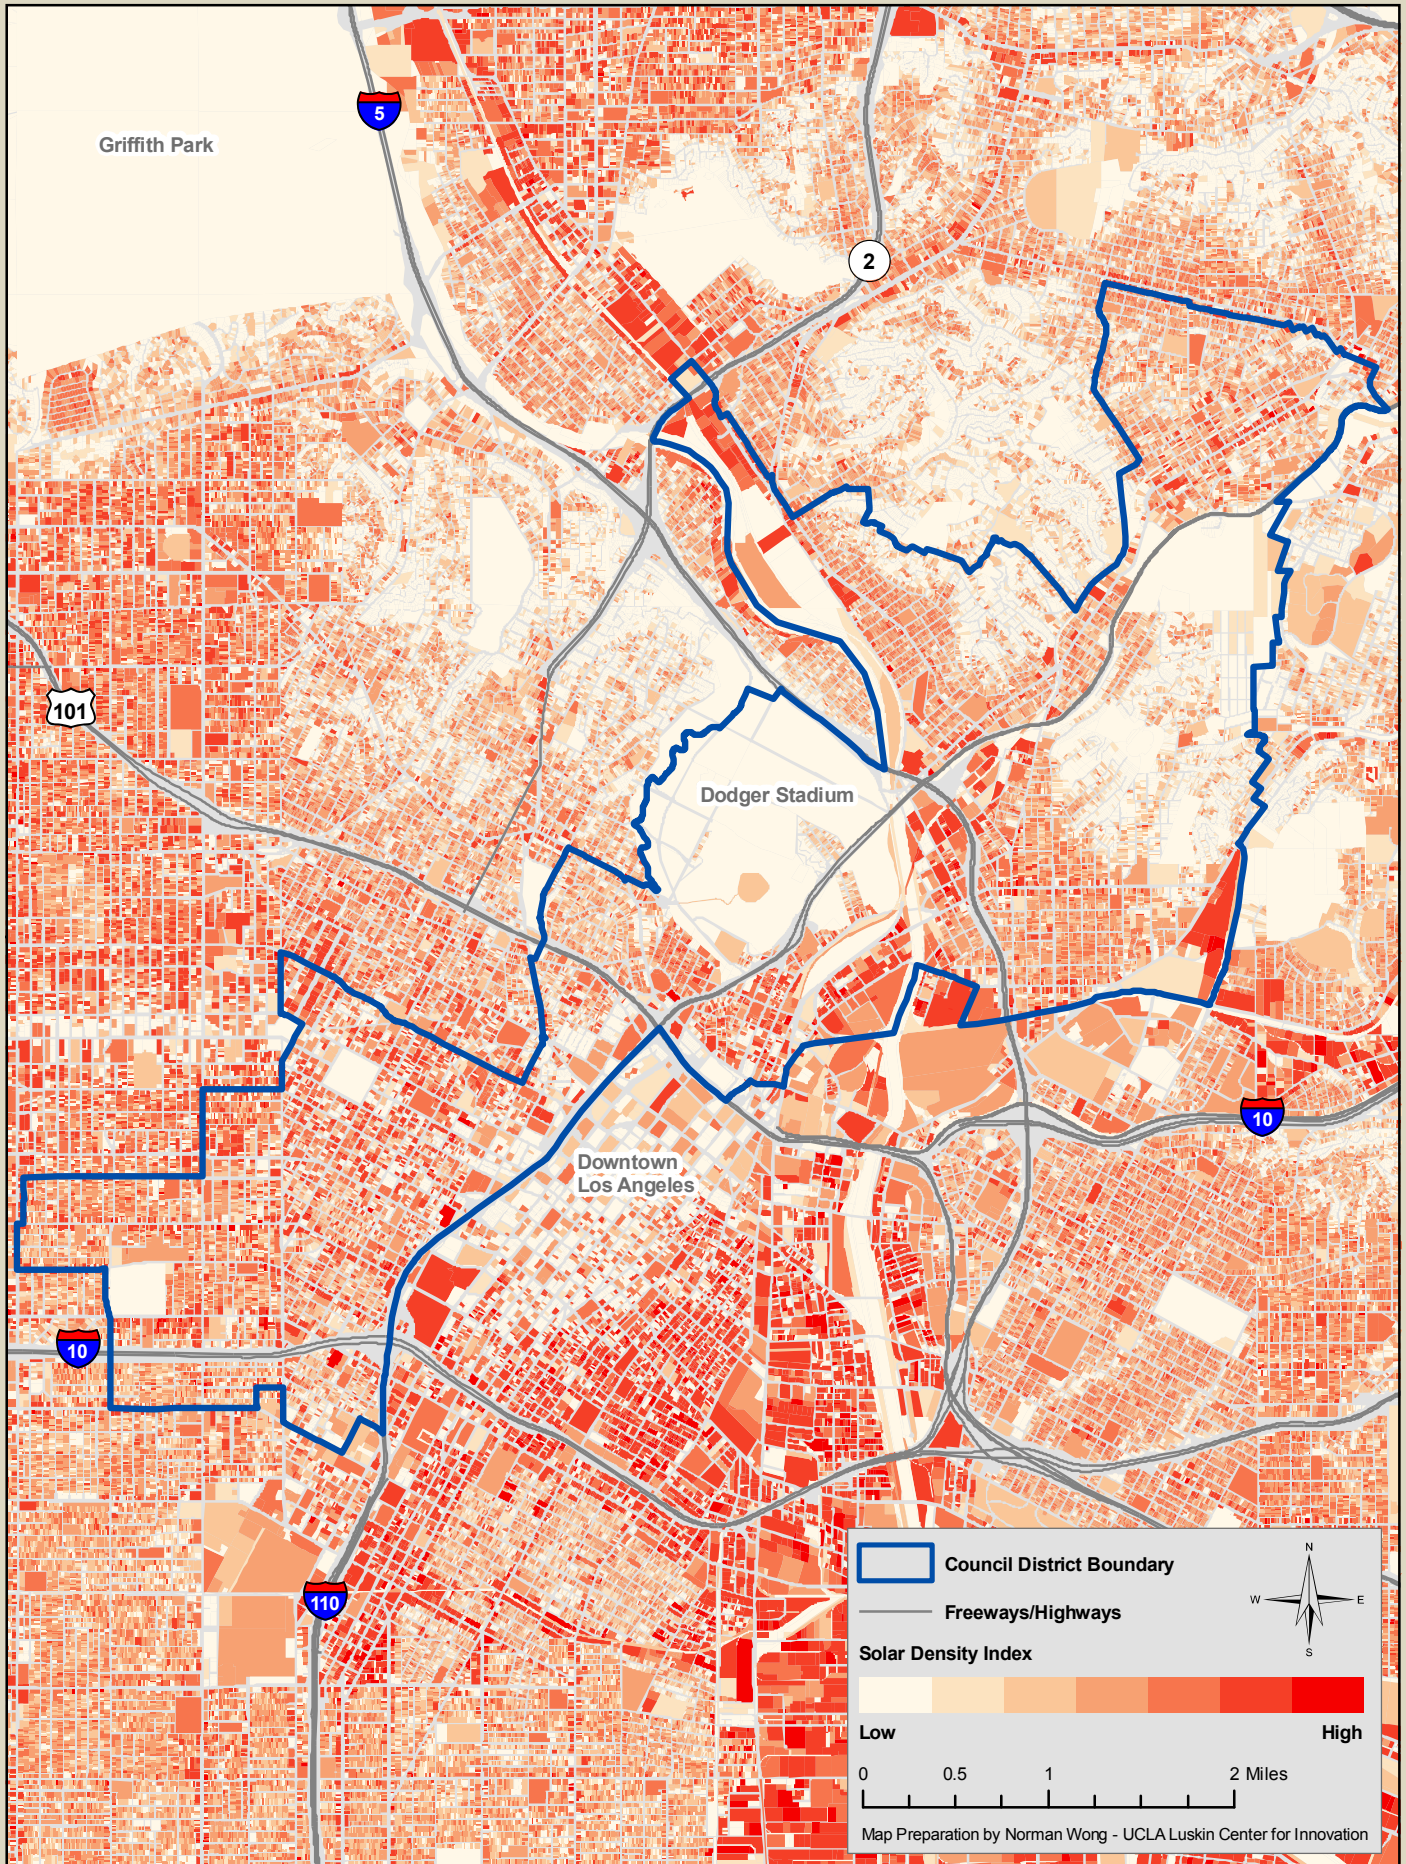 5
Griffith Park
2
101
Dodger Stadium
10
Downtown
Los Angeles
10
110
Council District Boundary
Freeways/Highways
N
W
E
S
Solar Density Index
Low
High
0
0.5
1
2 Miles
Map Preparation by Norman Wong - UCLA Luskin Center for Innovation